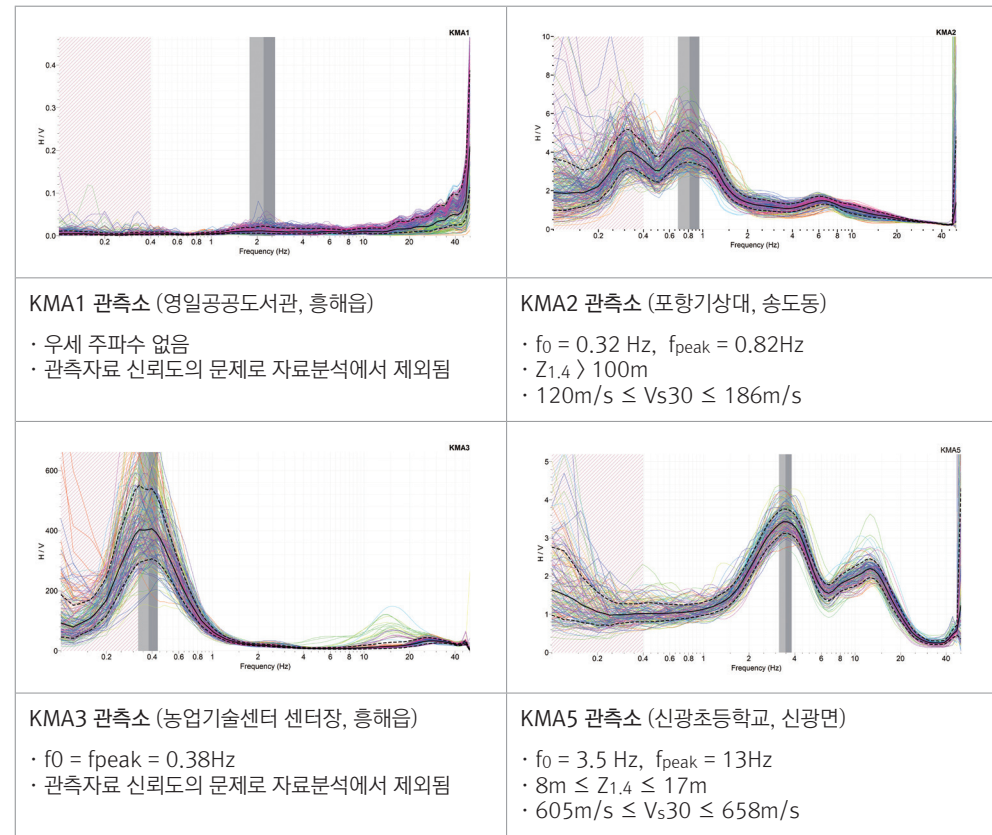 KMA1
0.4
0.3
0.2
0.1
0.0
H / V
0.2 0.4 0.6 0.8 1 2 4 6 8 10 20 40
Frequency (Hz)
KMA2
10
8
6
4
2
0
H / V
0.2 0.4 0.6 0.8 1 2 4 6 8 10 20 40
Frequency (Hz)
KMA1 관측소 (영일공공도서관, 흥해읍)
· 우세 주파수 없음
· 관측자료 신뢰도의 문제로 자료분석에서 제외됨
KMA2 관측소 (포항기상대, 송도동)
· f0 = 0.32 Hz, fpeak = 0.82Hz
· Z1.4 〉 100m
· 120m/s ≤ Vs30 ≤ 186m/s
KMA3
600
400
200
0
H / V
0.2 0.4 0.6 0.8 1 2 4 6 8 10 20 40
Frequency (Hz)
KMA5
5
4
3
2
1
0
H / V
0.2 0.4 0.6 0.8 1 2 4 6 8 10 20 40
Frequency (Hz)
KMA3 관측소 (농업기술센터 센터장, 흥해읍)
· f0 = fpeak = 0.38Hz
· 관측자료 신뢰도의 문제로 자료분석에서 제외됨
KMA5 관측소 (신광초등학교, 신광면)
· f0 = 3.5 Hz, fpeak = 13Hz
· 8m ≤ Z1.4 ≤ 17m
· 605m/s ≤ Vs30 ≤ 658m/s